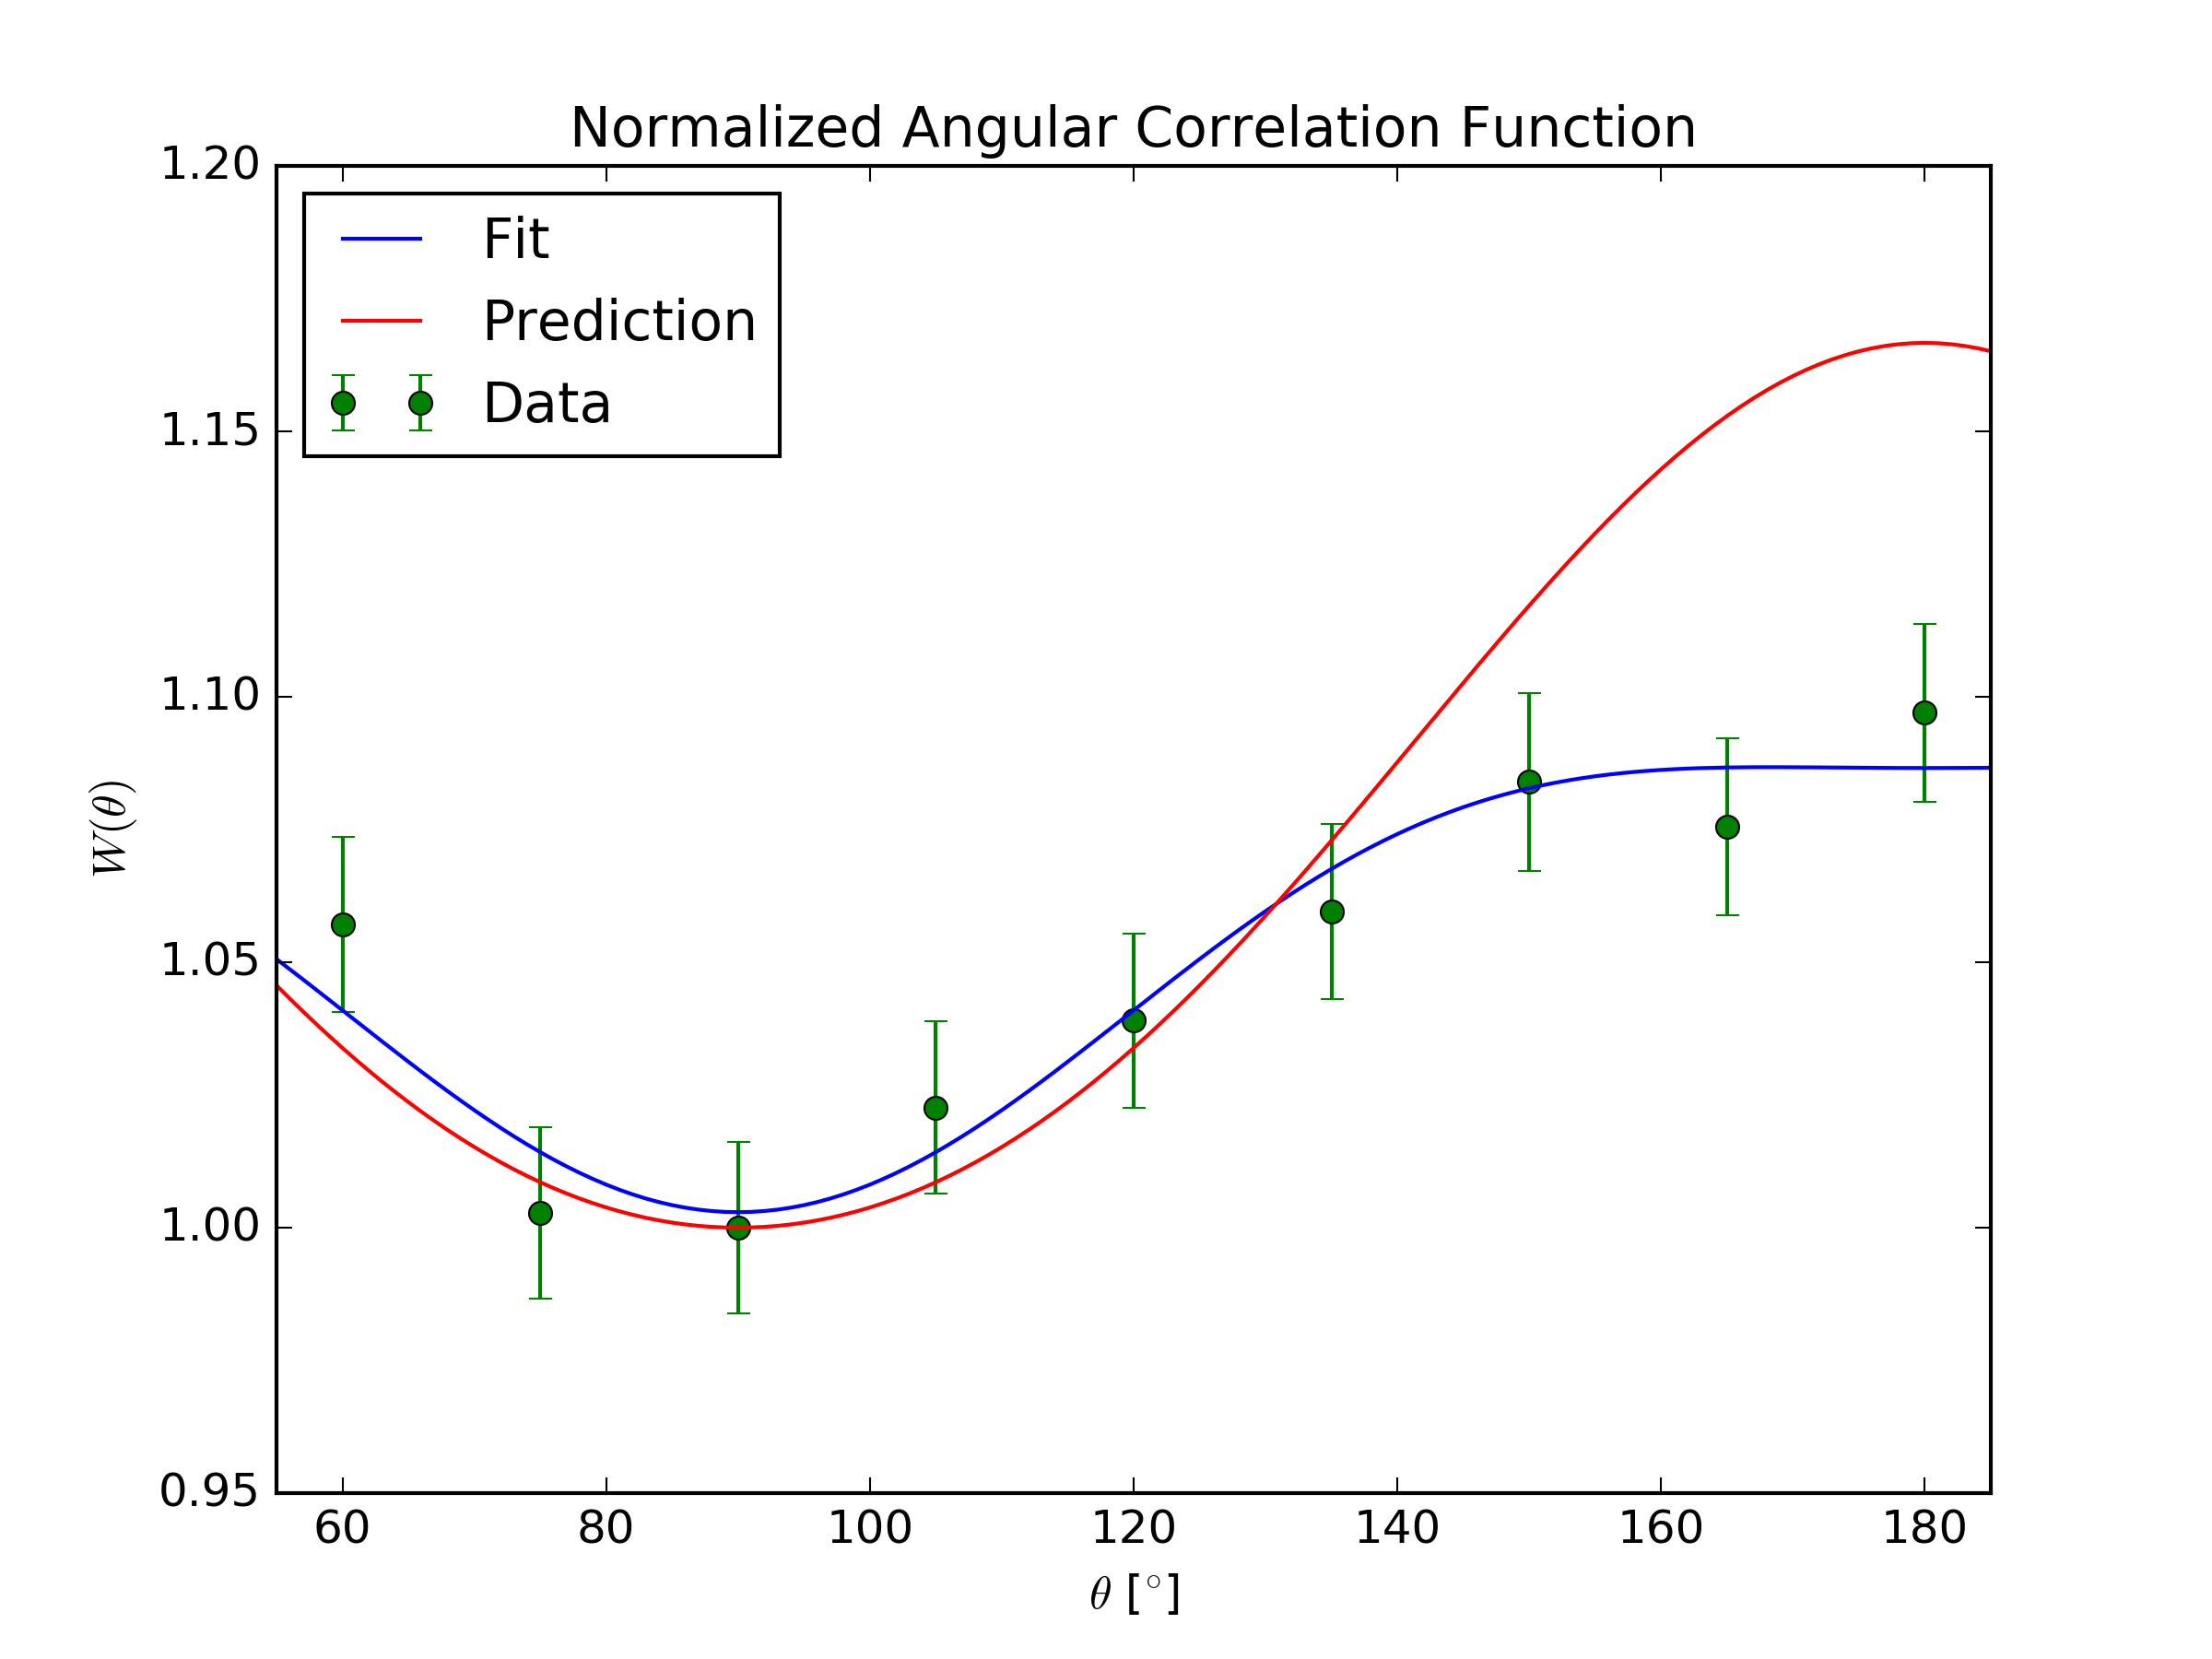 Normalized Angular Correlation Function
1.20
1.15
1.10
1.05
1.00
0.95
W(θ)
Fit
Prediction
Data
60 80 100 120 140 160 180
θ [°]